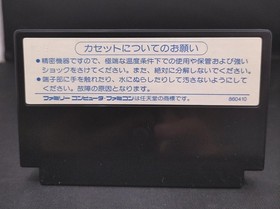 カセットについてのお願い
●精密機器ですので、極端な温度条件下での使用や保管および強い
ショックをさけてください。また、絶対に分解しないでください。
●端子部に手を触れたり、水にぬらしたりして汚さないようにして
ください。故障の原因となります。
ファミリーコンピュータ・ファミコンは任天堂の商標です。